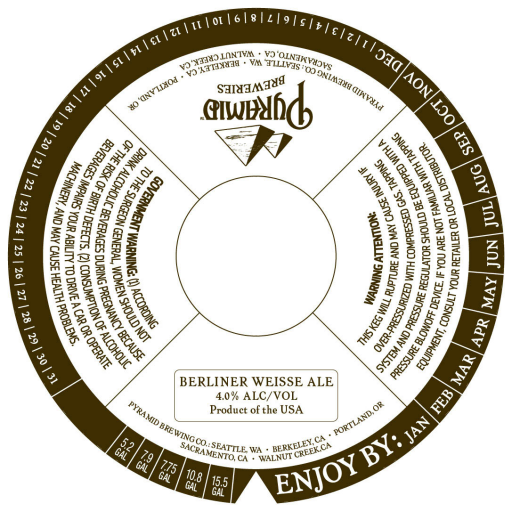 PYRAMID BREWING CO.: SEATTLE, WA • BERKELEY, CA • PORTLAND, OR
SACRAMENTO, CA • WALNUT CREEK, CA
PYRAMID
BREWERIES
GOVERNMENT WARNING: (1) ACCORDING
TO THE SURGEON GENERAL, WOMEN SHOULD NOT
DRINK ALCOHOLIC BEVERAGES DURING PREGNANCY BECAUSE
OF THE RISK OF BIRTH DEFECTS. (2) CONSUMPTION OF ALCOHOLIC
BEVERAGES IMPAIRS YOUR ABILITY TO DRIVE A CAR OR OPERATE
MACHINERY, AND MAY CAUSE HEALTH PROBLEMS.
WARNING ATTENTION:
THIS KEG WILL RUPTURE AND MAY CAUSE INJURY IF
OVER-PRESSURIZED WITH COMPRESSED GAS. TAPPING
SYSTEM AND PRESSURE REGULATOR SHOULD BE EQUIPPED WITH A
PRESSURE BLOWOFF DEVICE. IF YOU ARE NOT FAMILIAR WITH TAPPING
EQUIPMENT, CONSULT YOUR RETAILER OR LOCAL DISTRIBUTOR.
BERLINER WEISSE ALE
4.0% ALC/VOL
Product of the USA
PYRAMID BREWING CO.: SEATTLE, WA • BERKELEY, CA • PORTLAND, OR
SACRAMENTO, CA • WALNUT CREEK, CA
5.2 GAL
7.9 GAL
7.75 GAL
10.8 GAL
15.5 GAL
ENJOY BY: JAN FEB MAR APR MAY JUN JUL AUG SEP OCT NOV DEC
1 | 2 | 3 | 4 | 5 | 6 | 7 | 8 | 9 | 10 | 11 | 12 | 13 | 14 | 15 | 16 | 17 | 18 | 19 | 20 | 21 | 22 | 23 | 24 | 25 | 26 | 27 | 28 | 29 | 30 | 31